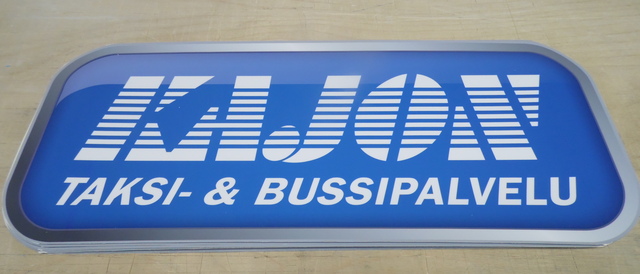 KAJON
TAKSI- & BUSSIPALVELU